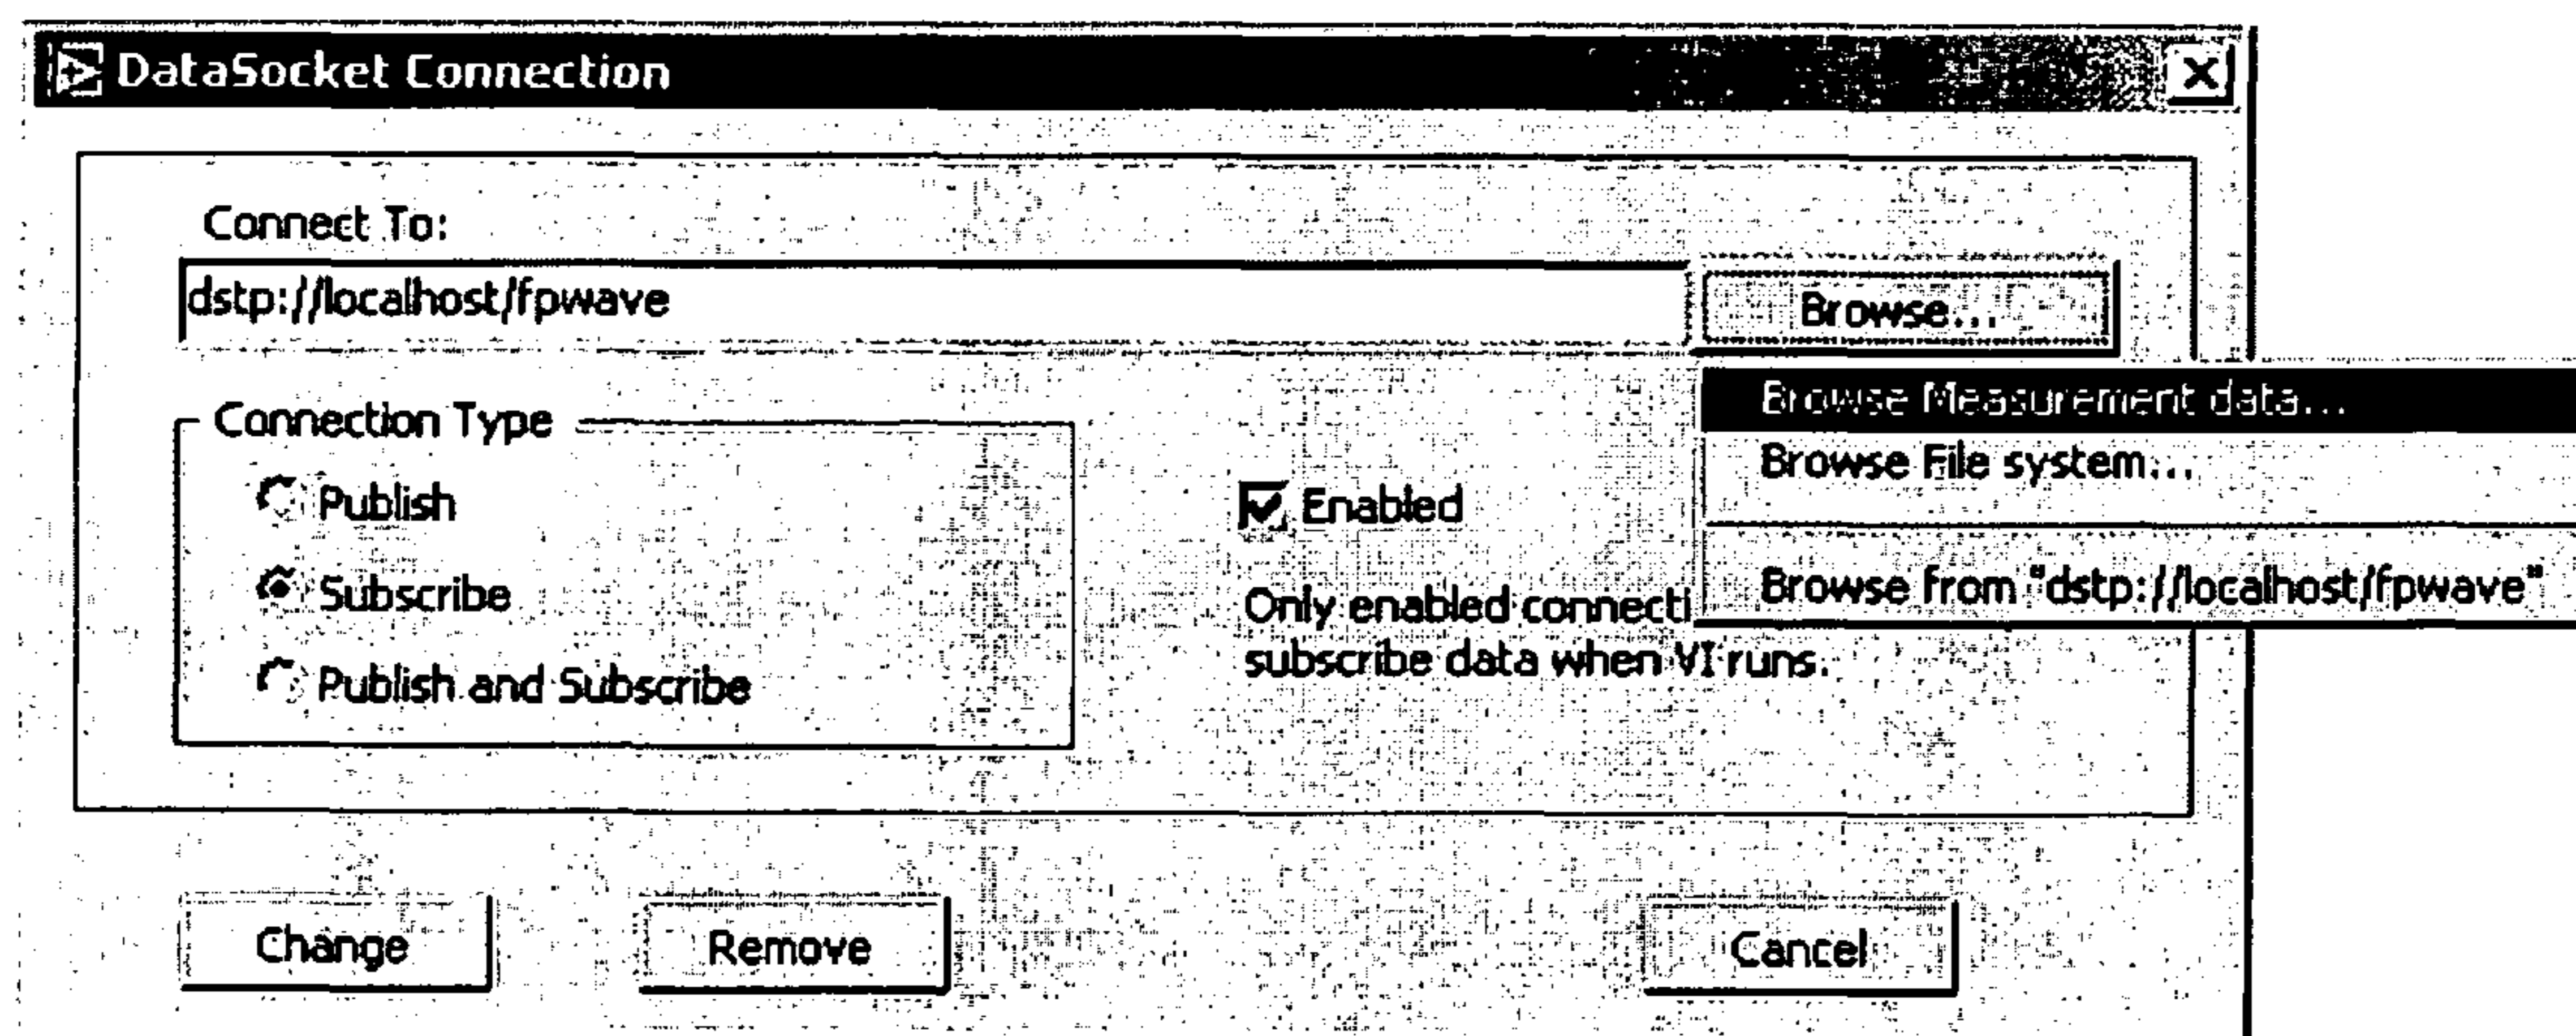 DataSocket Connection
Connect To:
dstp://localhost/fpwave
Browse...
Browse Measurement data...
Browse File system...
Browse from "dstp://localhost/fpwave"
Connection Type
Publish
Subscribe
Publish and Subscribe
Enabled
Only enabled connecti
subscribe data when VI runs.
Change
Remove
Cancel